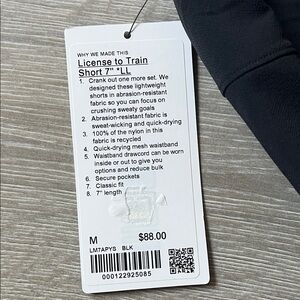 WHY WE MADE THIS
License to Train
Short 7" *LL
1. Crank out one more set. We
designed these lightweight
shorts in abrasion-resistant
fabric so you can focus on
crushing sweaty goals
2. Abrasion-resistant fabric is
sweat-wicking and quick-drying
3. 100% of the nylon in this
fabric is recycled
4. Quick-drying mesh waistband
5. Waistband drawcord can be worn
inside or out to give you
options and reduce bulk
6. Secure pockets
7. Classic fit
8. 7" length
M $88.00
LM7APYS BLK
000122925085